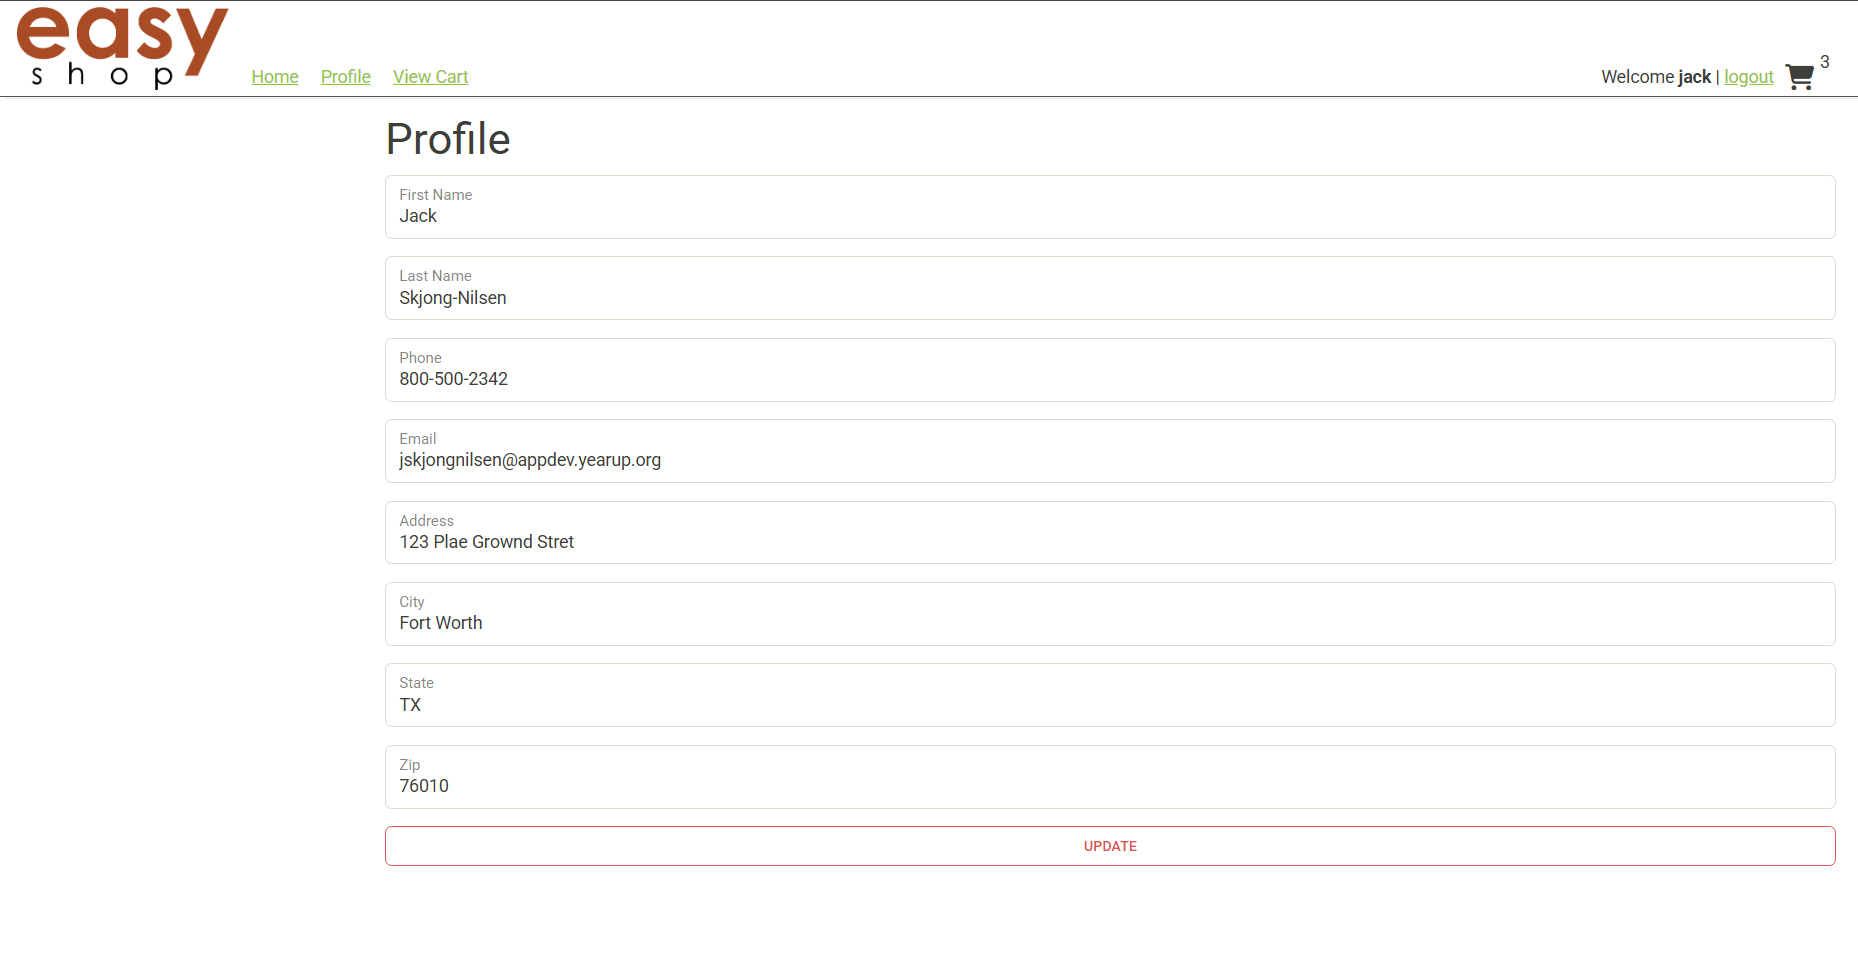 easy
shop
Home Profile View Cart
Welcome jack | logout 3
Profile
First Name
Jack
Last Name
Skjong-Nilsen
Phone
800-500-2342
Email
jskjongnilsen@appdev.yearup.org
Address
123 Plae Grownd Stret
City
Fort Worth
State
TX
Zip
76010
UPDATE